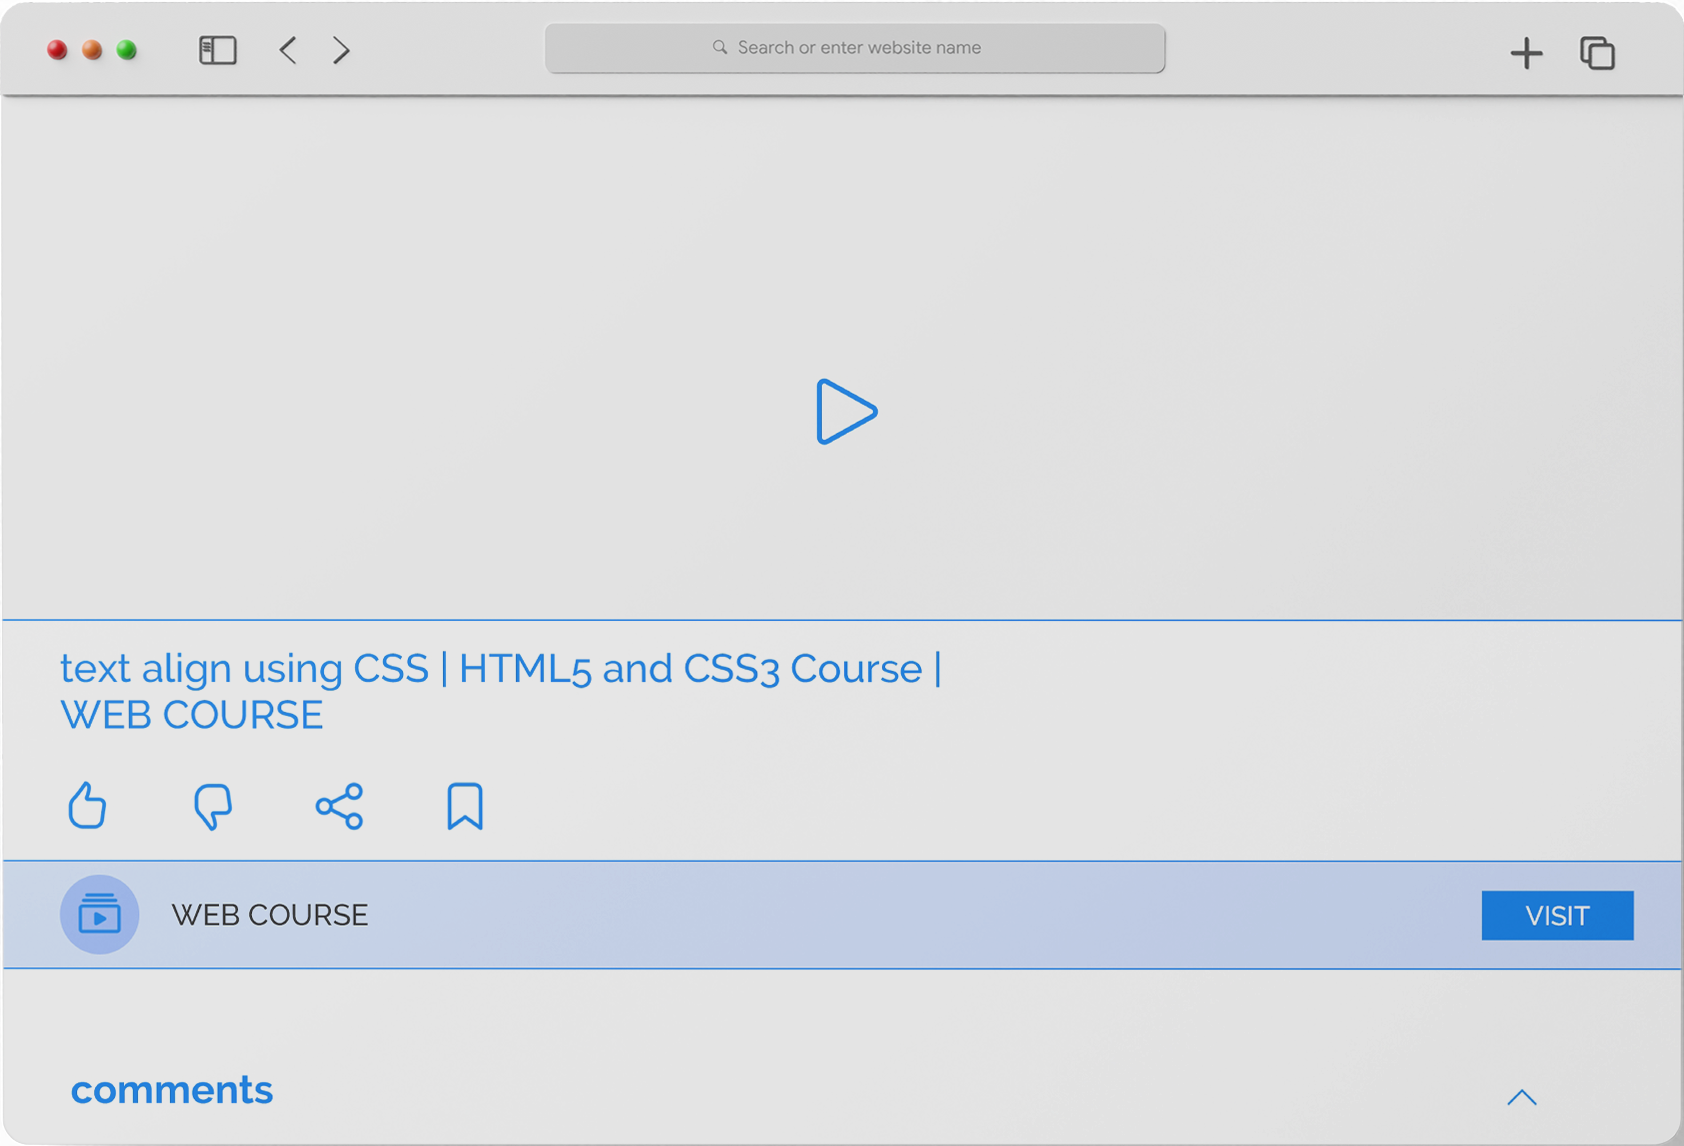 Search or enter website name
text align using CSS | HTML5 and CSS3 Course |
WEB COURSE
WEB COURSE
VISIT
comments